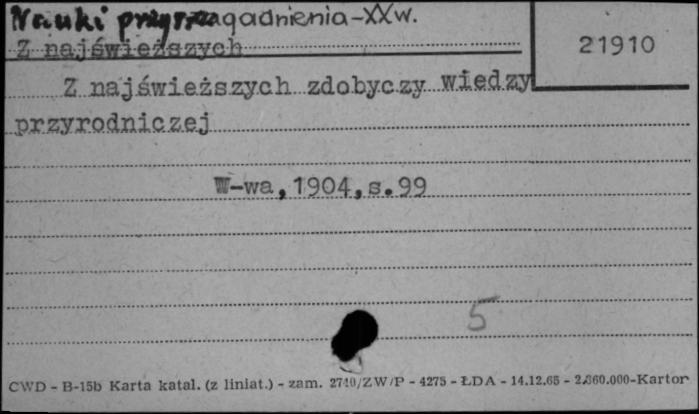 Nauki przyr. zagadnienia-XXw.
Z najświeższych
21910
Z najświeższych zdobyczy wiedzy
przyrodniczej
W-wa, 1904, s. 99
5
CWD - B-15b Karta katal. (z liniat.) - zam. 2710/ZW/P - 4275 - ŁDA - 14.12.65 - 2.360.000-Karton